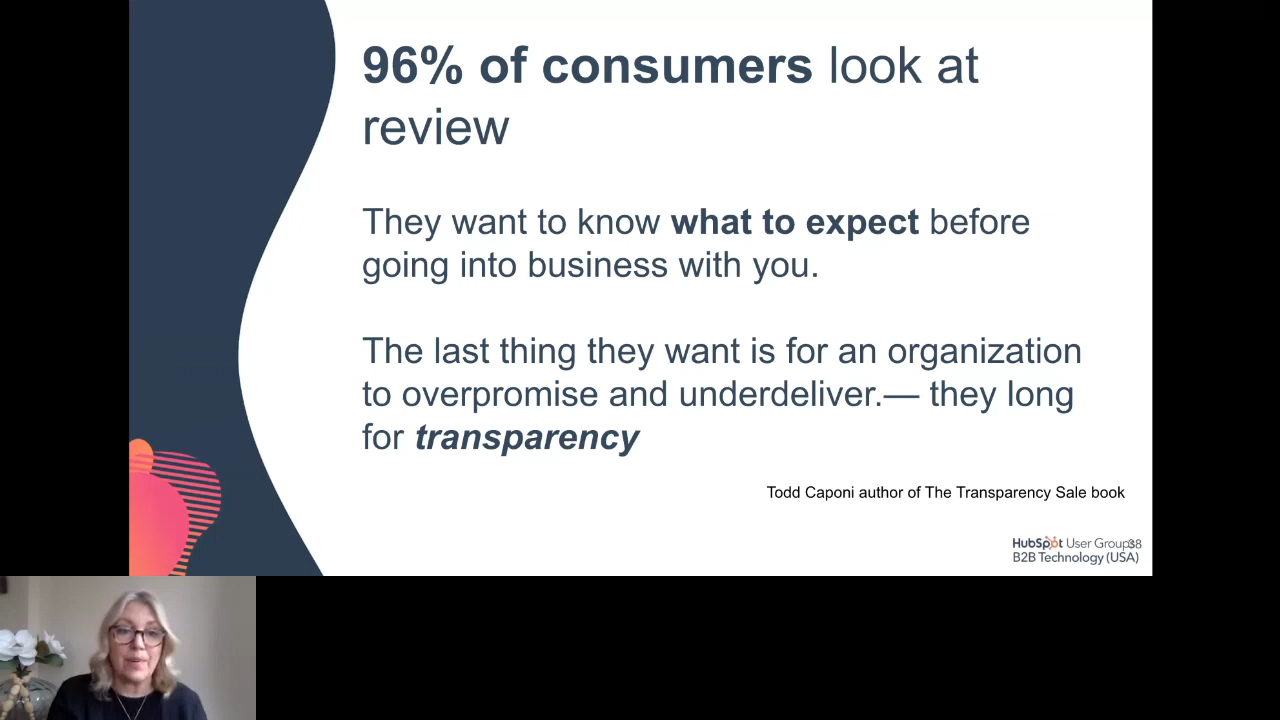 96% of consumers look at
review
They want to know what to expect before
going into business with you.
The last thing they want is for an organization
to overpromise and underdeliver.— they long
for transparency
Todd Caponi author of The Transparency Sale book
HubSpot User Groups
38
B2B Technology (USA)